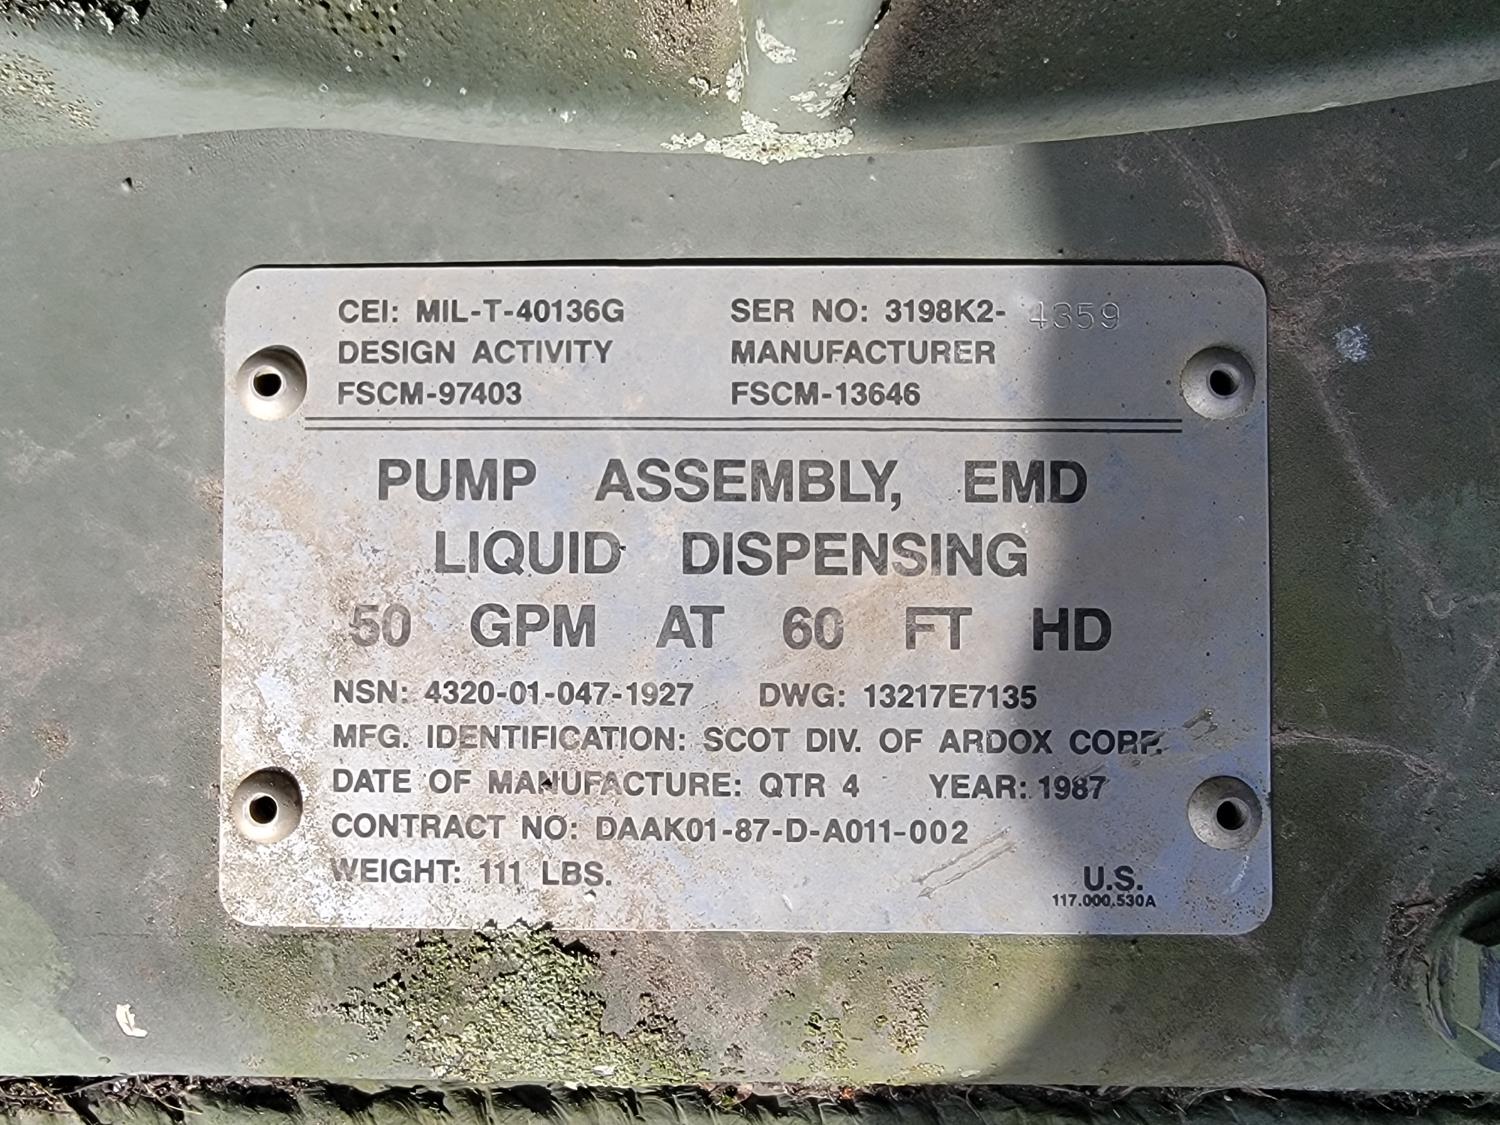 CEI: MIL-T-40136G SER NO: 3198K2- 4359
DESIGN ACTIVITY MANUFACTURER
FSCM-97403 FSCM-13646
PUMP ASSEMBLY, EMD
LIQUID DISPENSING
50 GPM AT 60 FT HD
NSN: 4320-01-047-1927 DWG: 13217E7135
MFG. IDENTIFICATION: SCOT DIV. OF ARDOX CORP.
DATE OF MANUFACTURE: QTR 4 YEAR: 1987
CONTRACT NO: DAAK01-87-D-A011-002
WEIGHT: 111 LBS.
U.S.
117.000.530A